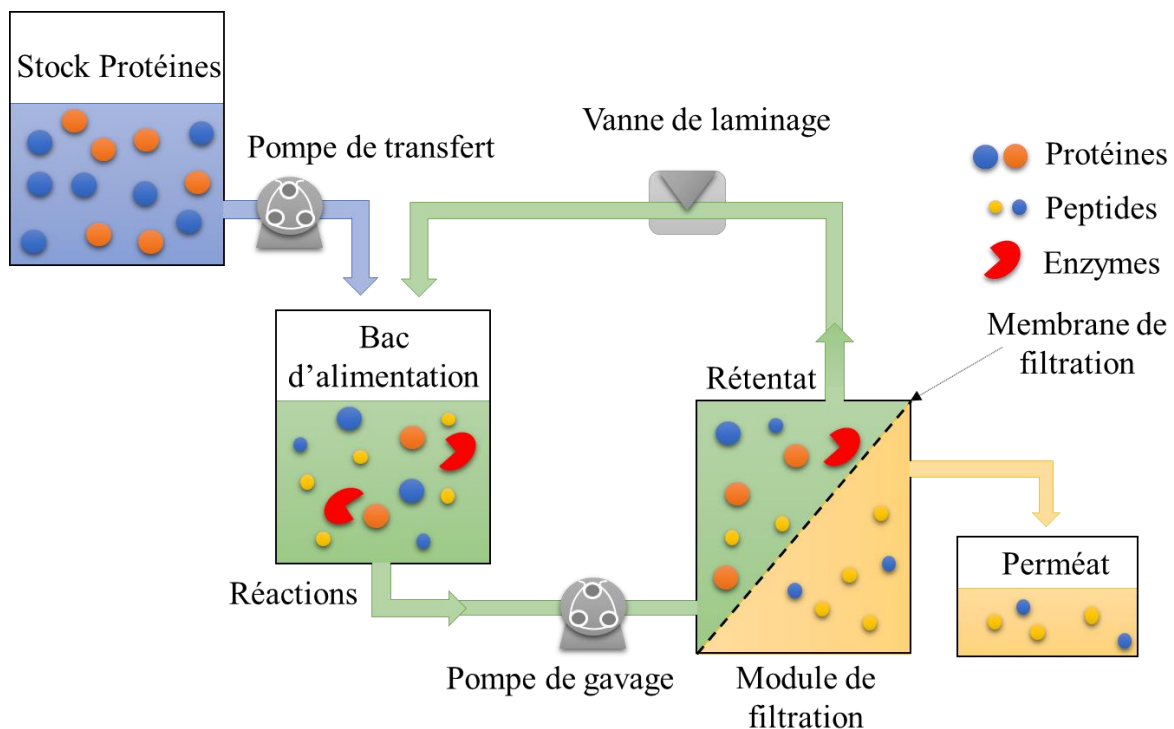 Stock Protéines
Pompe de transfert
Vanne de laminage
Protéines
Peptides
Enzymes
Membrane de
filtration
Bac
d’alimentation
Rétentat
Réactions
Pompe de gavage
Module de
filtration
Perméat